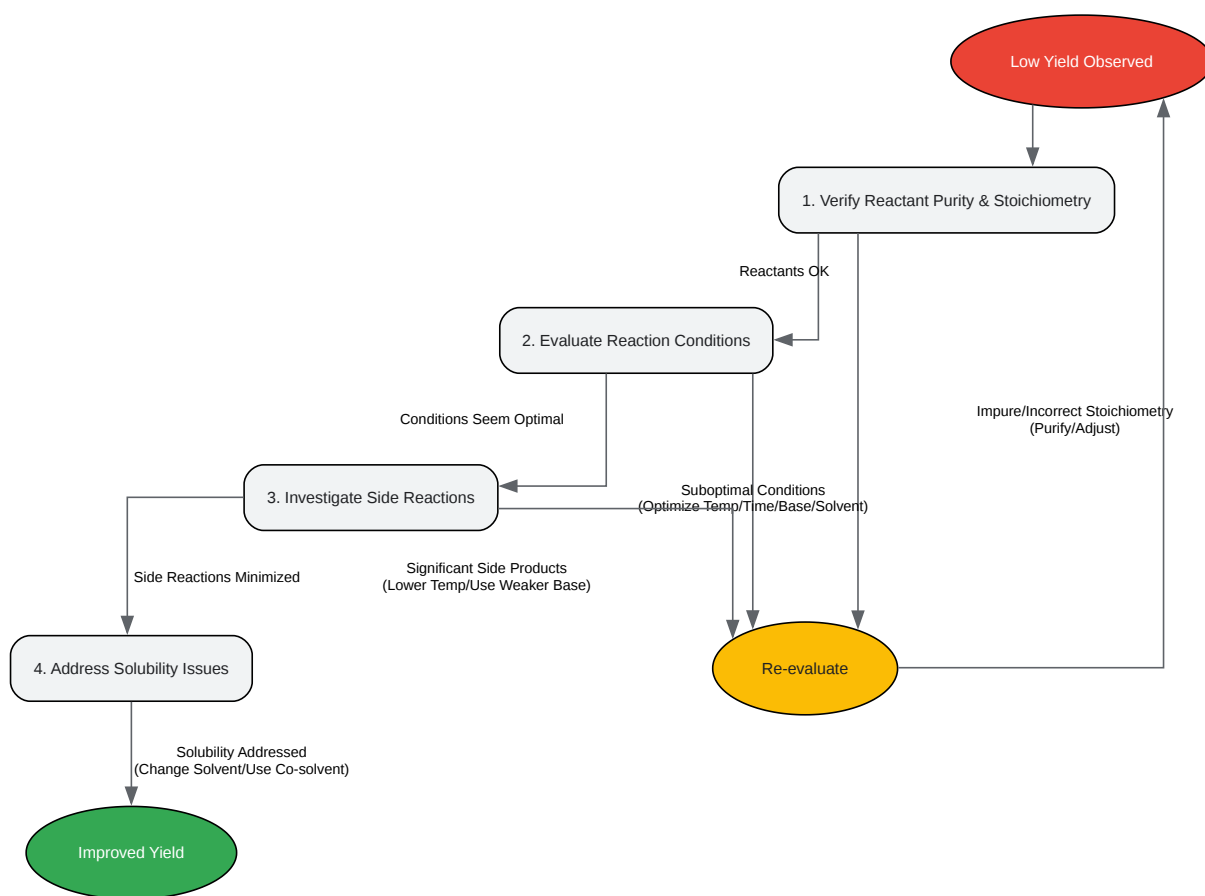 Low Yield Observed
1. Verify Reactant Purity & Stoichiometry
Reactants OK
2. Evaluate Reaction Conditions
Impure/Incorrect Stoichiometry
(Purify/Adjust)
Conditions Seem Optimal
3. Investigate Side Reactions
Suboptimal Conditions
(Optimize Temp/Time/Base/Solvent)
Significant Side Products
(Lower Temp/Use Weaker Base)
Side Reactions Minimized
4. Address Solubility Issues
Re-evaluate
Solubility Addressed
(Change Solvent/Use Co-solvent)
Improved Yield